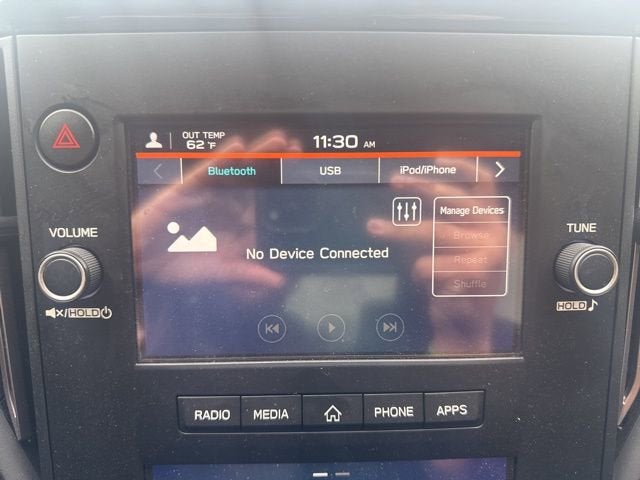 OUT TEMP
62 °F
11:30 AM
Bluetooth USB iPod/iPhone
Manage Devices
VOLUME
TUNE
Browse
No Device Connected
Repeat
Shuffle
/HOLD
HOLD
RADIO MEDIA PHONE APPS